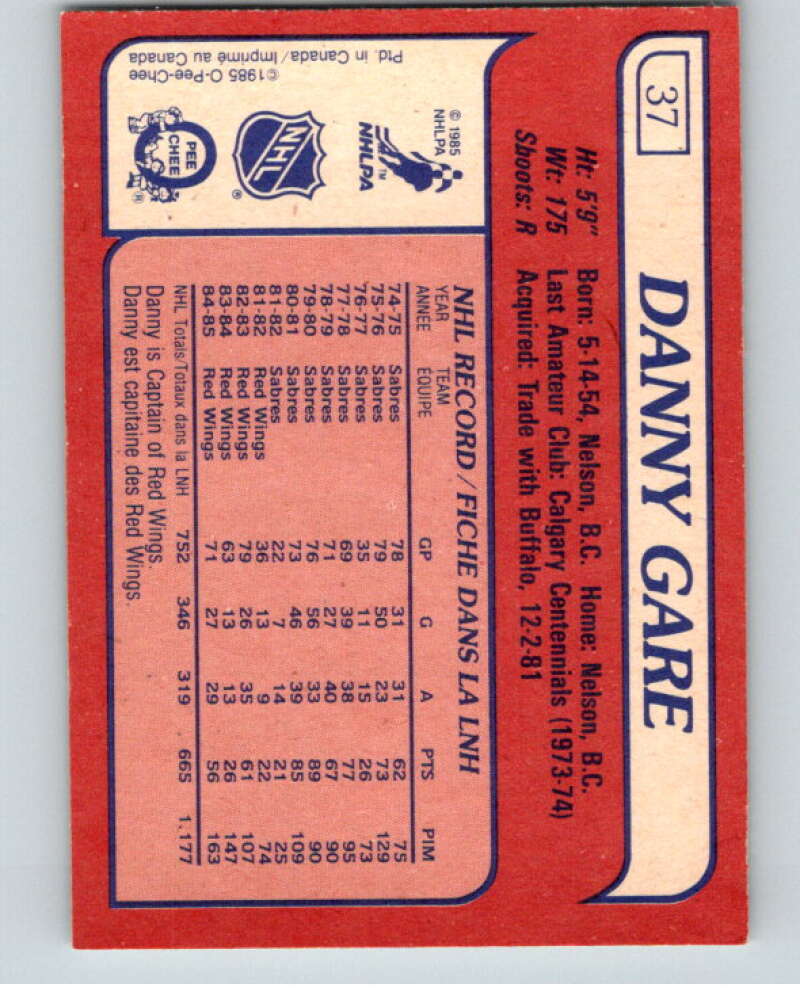 37
DANNY GARE
Ht: 5'9" Born: 5-14-54, Nelson, B.C. Home: Nelson, B.C.
Wt: 175 Last Amateur Club: Calgary Centennials (1973-74)
Shoots: R Acquired: Trade with Buffalo, 12-2-81
© 1985
NHLPA
™
NHLPA
NHL
®
O
PEE
CHEE
®
©1985 O-Pee-Chee
Ptd. in Canada/Imprimé au Canada
NHL RECORD / FICHE DANS LA LNH
YEAR TEAM
ANNÉE ÉQUIPE GP G A PTS PIM
74-75 Sabres 78 31 31 62 75
75-76 Sabres 79 50 23 73 129
76-77 Sabres 35 11 15 26 73
77-78 Sabres 69 39 38 77 95
78-79 Sabres 71 27 40 67 90
79-80 Sabres 76 56 33 89 90
80-81 Sabres 73 46 39 85 109
81-82 Sabres 22 7 14 21 25
81-82 Red Wings 36 13 9 22 74
82-83 Red Wings 79 26 35 61 107
83-84 Red Wings 63 13 13 26 147
84-85 Red Wings 71 27 29 56 163
NHL Totals/Totaux dans la LNH 752 346 319 665 1,177
Danny is Captain of Red Wings.
Danny est capitaine des Red Wings.